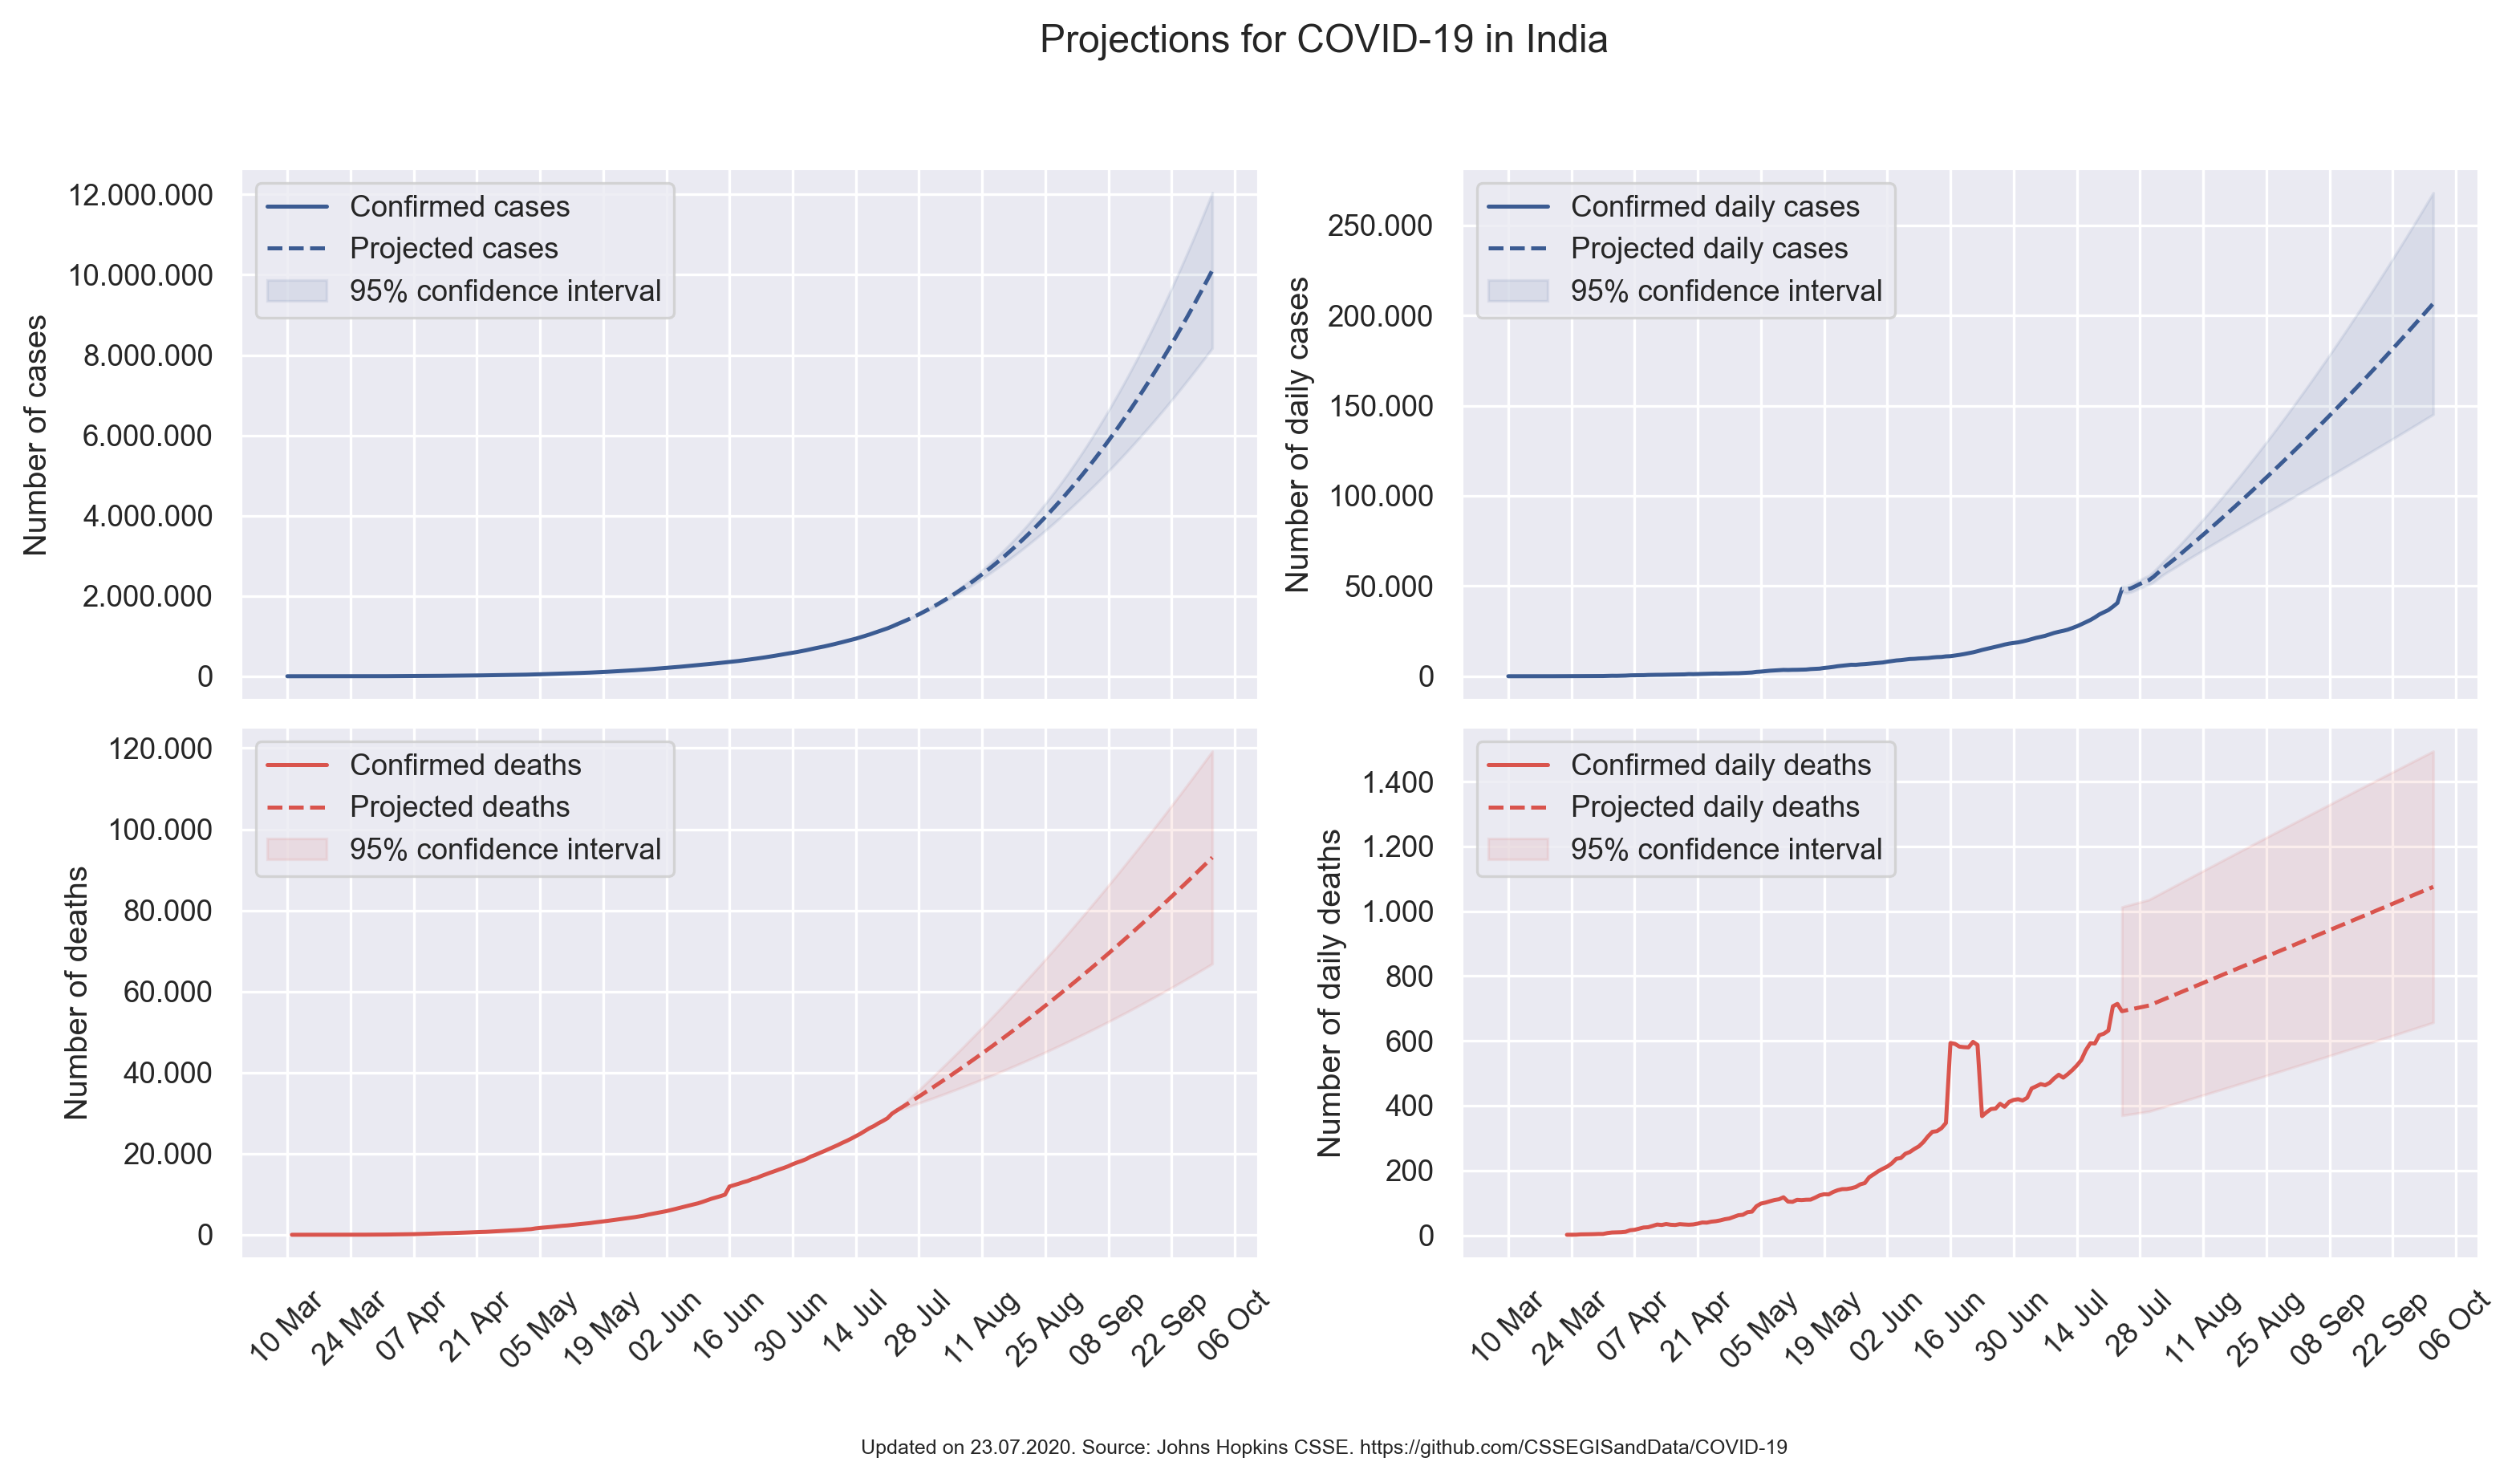 Projections for COVID-19 in India
Number of cases
12.000.000
10.000.000
8.000.000
6.000.000
4.000.000
2.000.000
0
Confirmed cases
Projected cases
95% confidence interval
Number of daily cases
250.000
200.000
150.000
100.000
50.000
0
Confirmed daily cases
Projected daily cases
95% confidence interval
Number of deaths
120.000
100.000
80.000
60.000
40.000
20.000
0
Confirmed deaths
Projected deaths
95% confidence interval
10 Mar
24 Mar
07 Apr
21 Apr
05 May
19 May
02 Jun
16 Jun
30 Jun
14 Jul
28 Jul
11 Aug
25 Aug
08 Sep
22 Sep
06 Oct
Number of daily deaths
1.400
1.200
1.000
800
600
400
200
0
Confirmed daily deaths
Projected daily deaths
95% confidence interval
10 Mar
24 Mar
07 Apr
21 Apr
05 May
19 May
02 Jun
16 Jun
30 Jun
14 Jul
28 Jul
11 Aug
25 Aug
08 Sep
22 Sep
06 Oct
Updated on 23.07.2020. Source: Johns Hopkins CSSE. https://github.com/CSSEGISandData/COVID-19